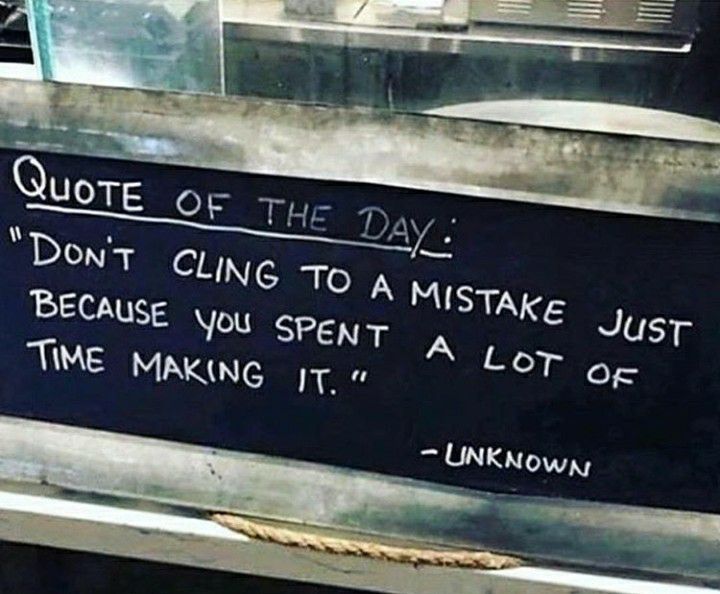 QUOTE OF THE DAY:
"DON'T CLING TO A MISTAKE JUST
BECAUSE YOU SPENT A LOT OF
TIME MAKING IT."
- UNKNOWN